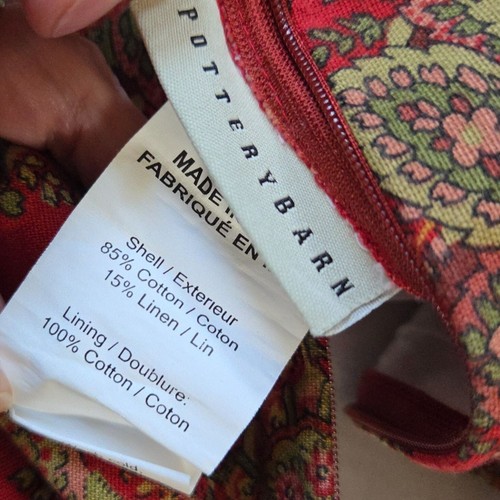 POTTERYBARN
MADE
FABRIQUÉ EN
Shell / Exterieur
85% Cotton / Coton
15% Linen / Lin
Lining / Doublure:
100% Cotton / Coton